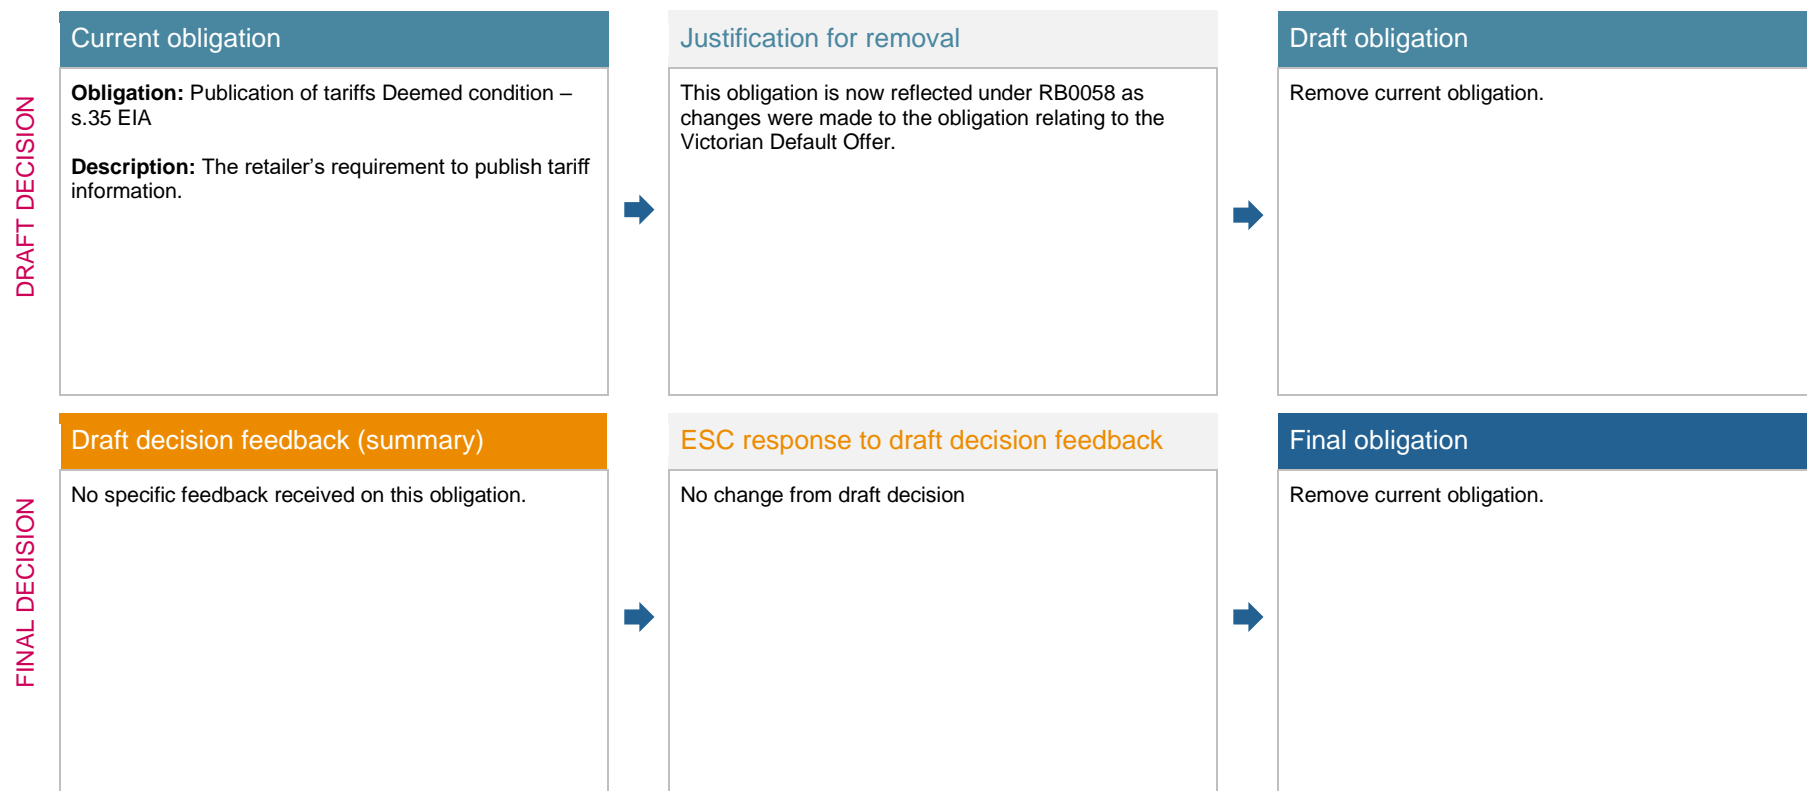 DRAFT DECISION
Current obligation
Obligation: Publication of tariffs Deemed condition –
s.35 EIA
Description: The retailer’s requirement to publish tariff
information.
Justification for removal
This obligation is now reflected under RB0058 as
changes were made to the obligation relating to the
Victorian Default Offer.
Draft obligation
Remove current obligation.
FINAL DECISION
Draft decision feedback (summary)
No specific feedback received on this obligation.
ESC response to draft decision feedback
No change from draft decision
Final obligation
Remove current obligation.